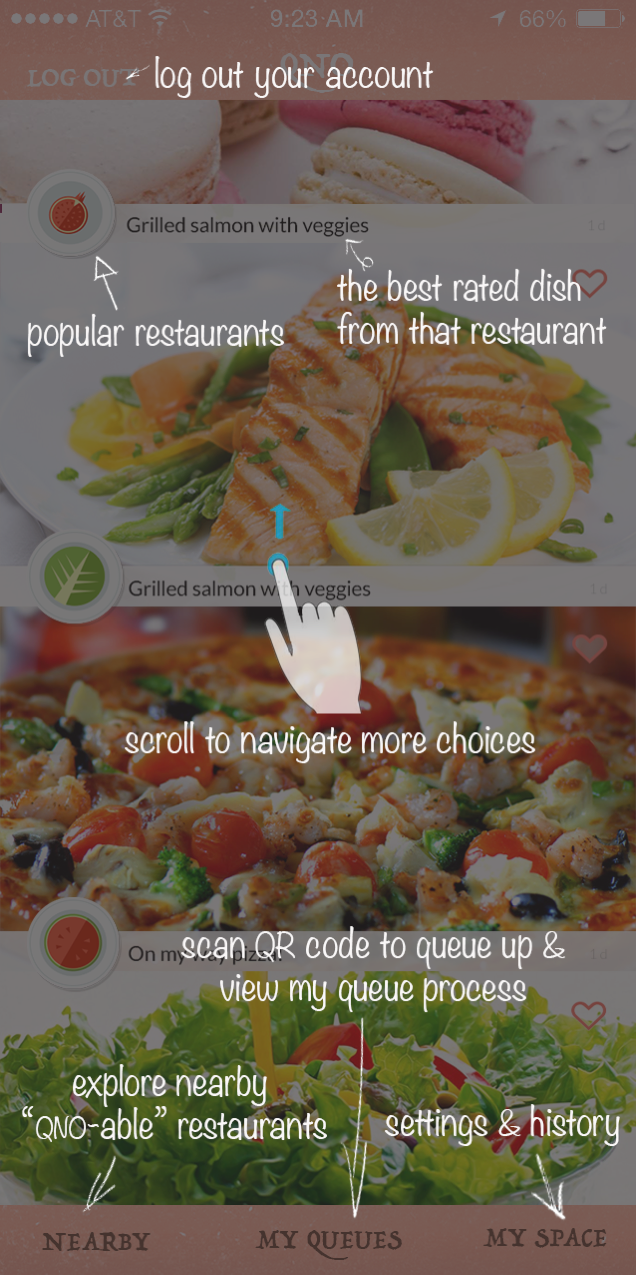 AT&T 9:23 AM 66%
LOG OUT log out your account
QNO
Grilled salmon with veggies 1d
popular restaurants
the best rated dish
from that restaurant
Grilled salmon with veggies 1d
scroll to navigate more choices
On my way pizza! 1d
scan QR code to queue up &
view my queue process
explore nearby
“QNO-able” restaurants
settings & history
NEARBY MY QUEUES MY SPACE